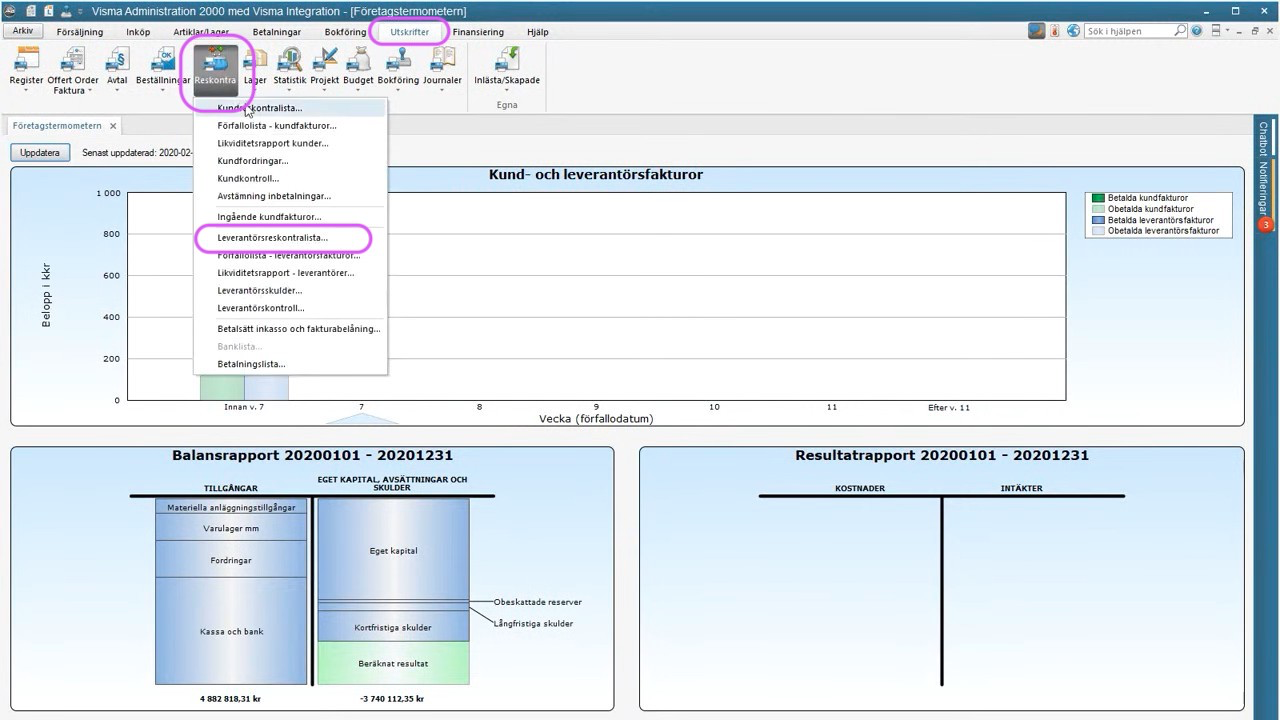 Visma Administration 2000 med Visma Integration - [Företagstermometern]
Arkiv Försäljning Inköp Artiklar/Lager Betalningar Bokföring Utskrifter Finansiering Hjälp Sök i hjälpen
Register Offert Order Faktura Avtal Beställningar Reskontra Lager Statistik Projekt Budget Bokföring Journaler Inlästa/Skapade
Egna
Kundreskontralista...
Förfallolista - kundfakturor...
Likviditetsrapport kunder...
Kundfordringar...
Kundkontroll...
Avstämning inbetalningar...
Ingående kundfakturor...
Leverantörsreskontralista...
Förfallolista - leverantörsfakturor...
Likviditetsrapport - leverantörer...
Leverantörsskulder...
Leverantörskontroll...
Betalsätt inkasso och fakturabelåning...
Banklista...
Betalningslista...
Företagstermometern
Uppdatera Senast uppdaterad: 2020-02-
Kund- och leverantörsfakturor
Belopp i kkr
1 000
800
600
400
200
0
Innan v. 7 7 8 9 10 11 Efter v. 11
Vecka (förfallodatum)
Betalda kundfakturor
Obetalda kundfakturor
Betalda leverantörsfakturor
Obetalda leverantörsfakturor
Chatbot
Notifieringar
3
Balansrapport 20200101 - 20201231
TILLGÅNGAR
EGET KAPITAL, AVSÄTTNINGAR OCH
SKULDER
Materiella anläggningstillgångar
Varulager mm
Fordringar
Kassa och bank
Eget kapital
Obeskattade reserver
Långfristiga skulder
Kortfristiga skulder
Beräknat resultat
4 882 818,31 kr
-3 740 112,35 kr
Resultatrapport 20200101 - 20201231
KOSTNADER
INTÄKTER